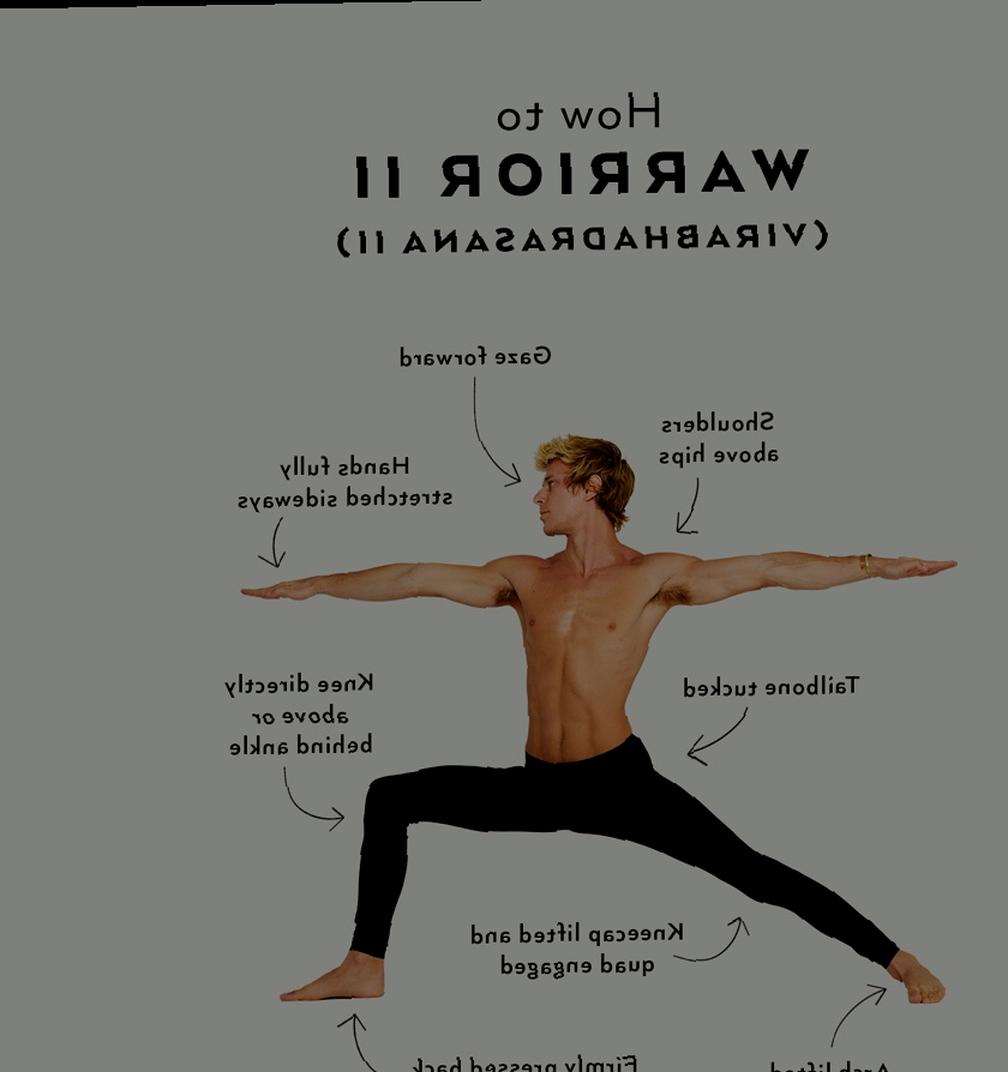 How to
WARRIOR II
(VIRABHADRASANA II)
Gaze forward
Shoulders
above hips
Hands fully
stretched sideways
Knee directly
above or
behind ankle
Tailbone tucked
Kneecap lifted and
quad engaged
Firmly pressed back
Arch lifted